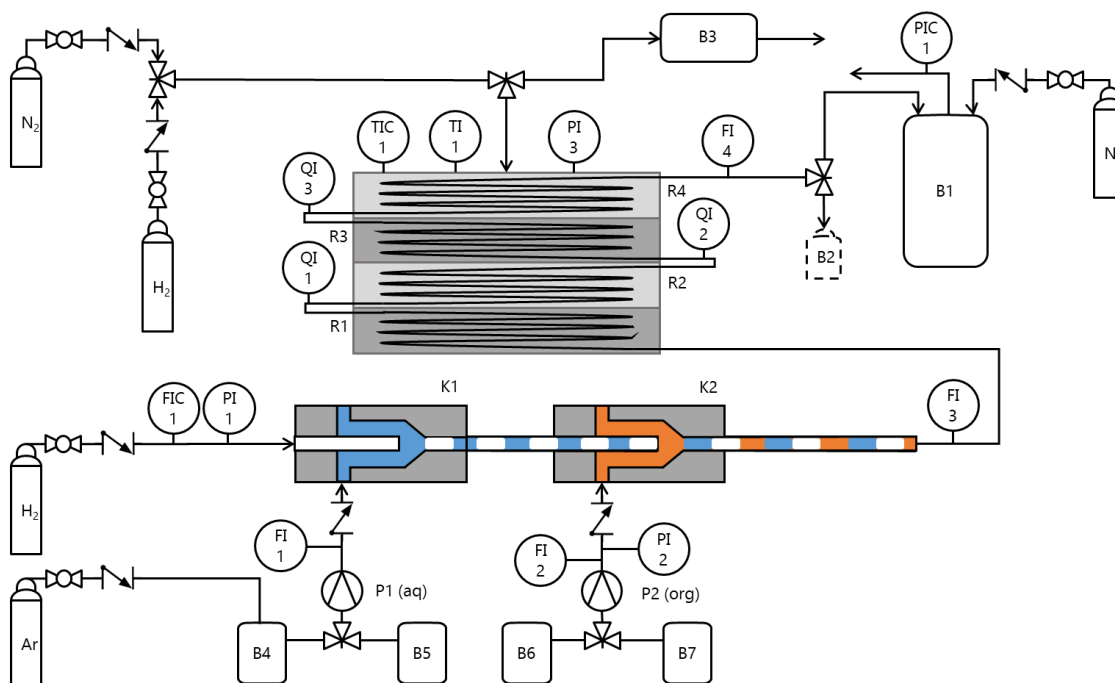 N2
H2
B3
PIC
1
N
B1
TIC
1
TI
1
PI
3
FI
4
QI
3
R4
QI
2
R3
B2
QI
1
R2
R1
K1
K2
FIC
1
PI
1
FI
3
H2
FI
1
FI
2
PI
2
P1 (aq)
P2 (org)
Ar
B4
B5
B6
B7